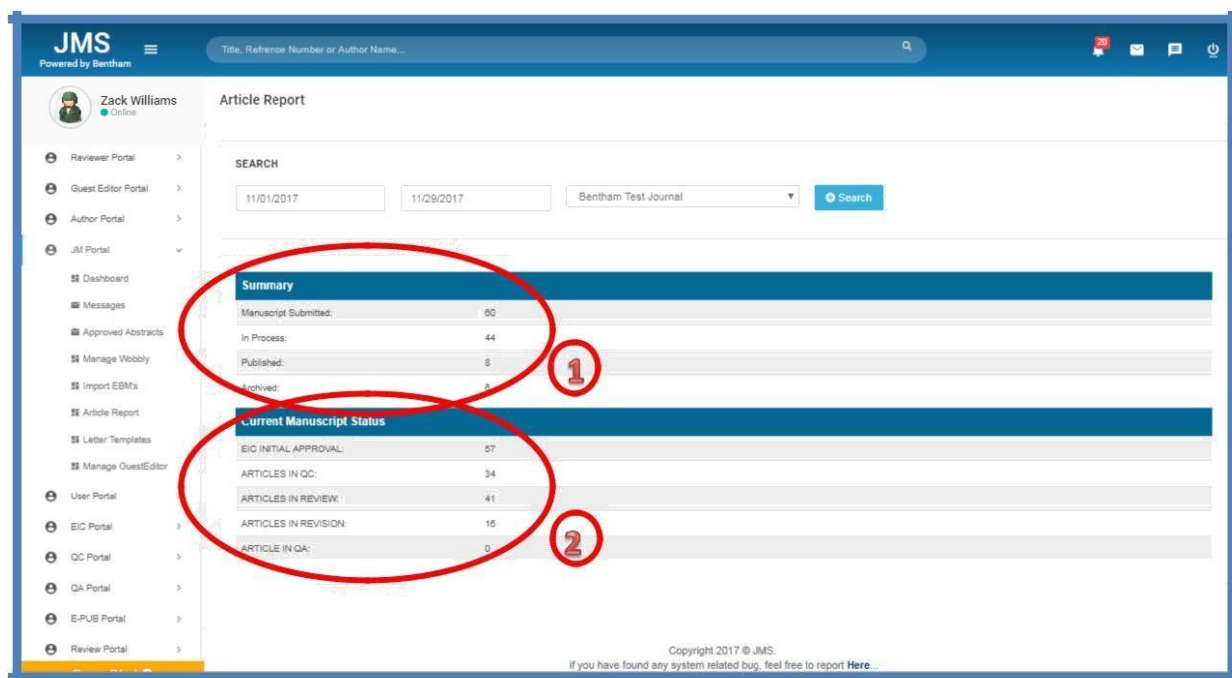 JMS
Powered by Bentham
Title, Refrence Number or Author Name...
20
Zack Williams
Online
Reviewer Portal
Guest Editor Portal
Author Portal
JM Portal
Dashboard
Messages
Approved Abstracts
Manage Wobbly
Import EBM's
Article Report
Letter Templates
Manage GuestEditor
User Portal
EIC Portal
QC Portal
QA Portal
E-PUB Portal
Review Portal
Article Report
SEARCH
11/01/2017 11/29/2017 Bentham Test Journal Search
Summary
Manuscript Submitted: 60
In Process: 44
Published: 8
Archived: 6
1
Current Manuscript Status
EIC INITIAL APPROVAL: 57
ARTICLES IN QC: 34
ARTICLES IN REVIEW: 41
ARTICLES IN REVISION: 16
ARTICLE IN QA: 0
2
Copyright 2017 © JMS.
if you have found any system related bug, feel free to report Here...